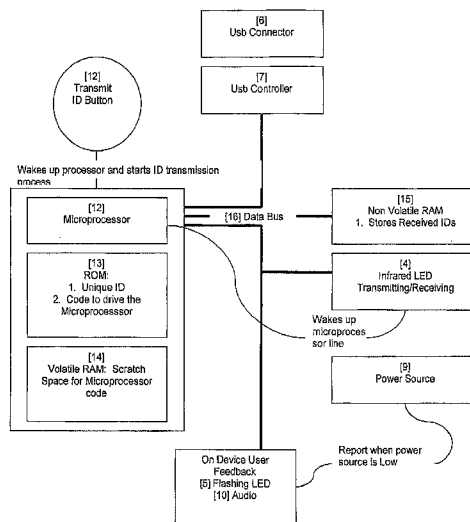 [6]
Usb Connector
[7]
Usb Controller
[12]
Transmit
ID Button
Wakes up processor and starts ID transmission
process
[12]
Microprocessor
[13]
ROM:
1. Unique ID
2. Code to drive the
Microprocesssor
[14]
Volatile RAM: Scratch
Space for Microprocessor
code
[16] Data Bus
[15]
Non Volatile RAM
1. Stores Received IDs
[4]
Infrared LED
Transmitting/Receiving
Wakes up
microproces
sor line
[9]
Power Source
Report when power
source is Low
On Device User
Feedback
[5] Flashing LED
[10] Audio